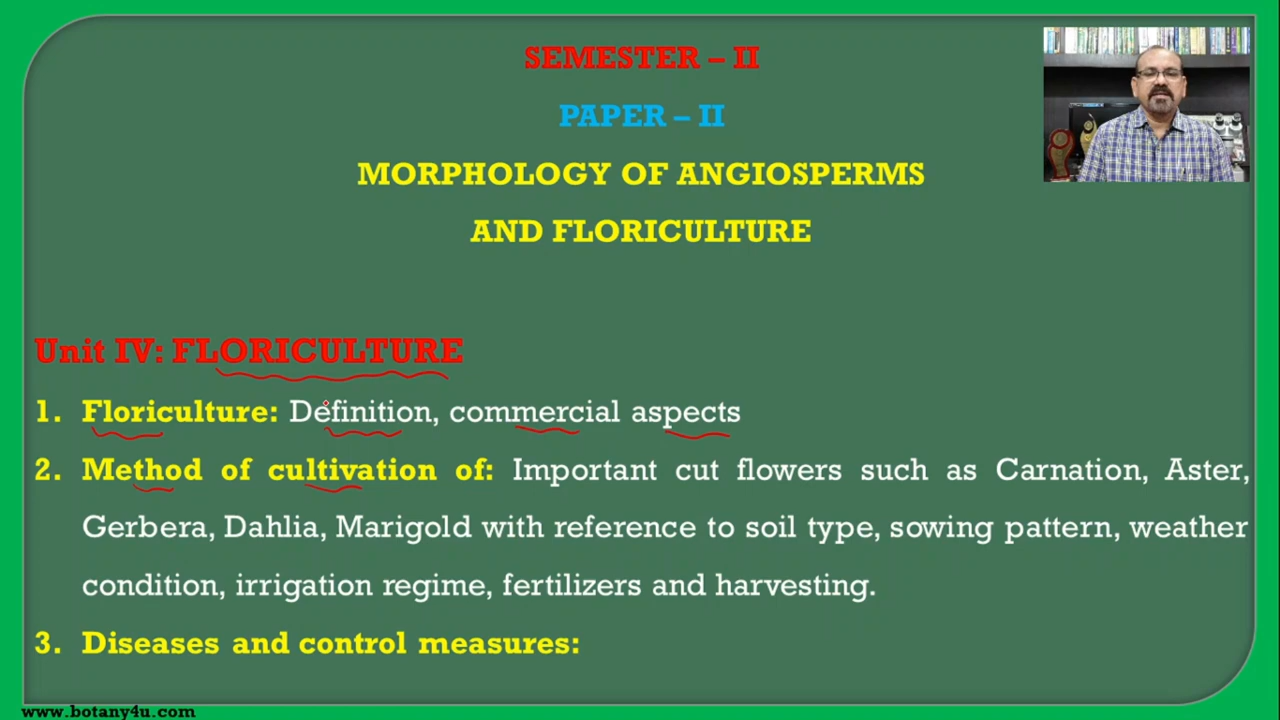 SEMESTER – II
PAPER – II
MORPHOLOGY OF ANGIOSPERMS
AND FLORICULTURE
Unit IV: FLORICULTURE
1. Floriculture: Definition, commercial aspects
2. Method of cultivation of: Important cut flowers such as Carnation, Aster,
Gerbera, Dahlia, Marigold with reference to soil type, sowing pattern, weather
condition, irrigation regime, fertilizers and harvesting.
3. Diseases and control measures:
www.botany4u.com